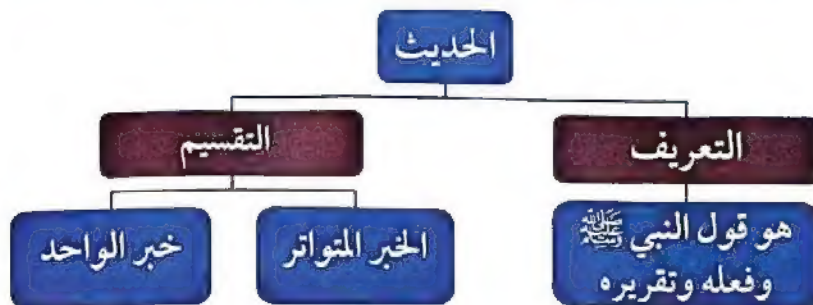 الحديث
التعريف
التقسيم
هو قول النبي ﷺ
وفعله وتقريره
الخبر المتواتر
خبر الواحد